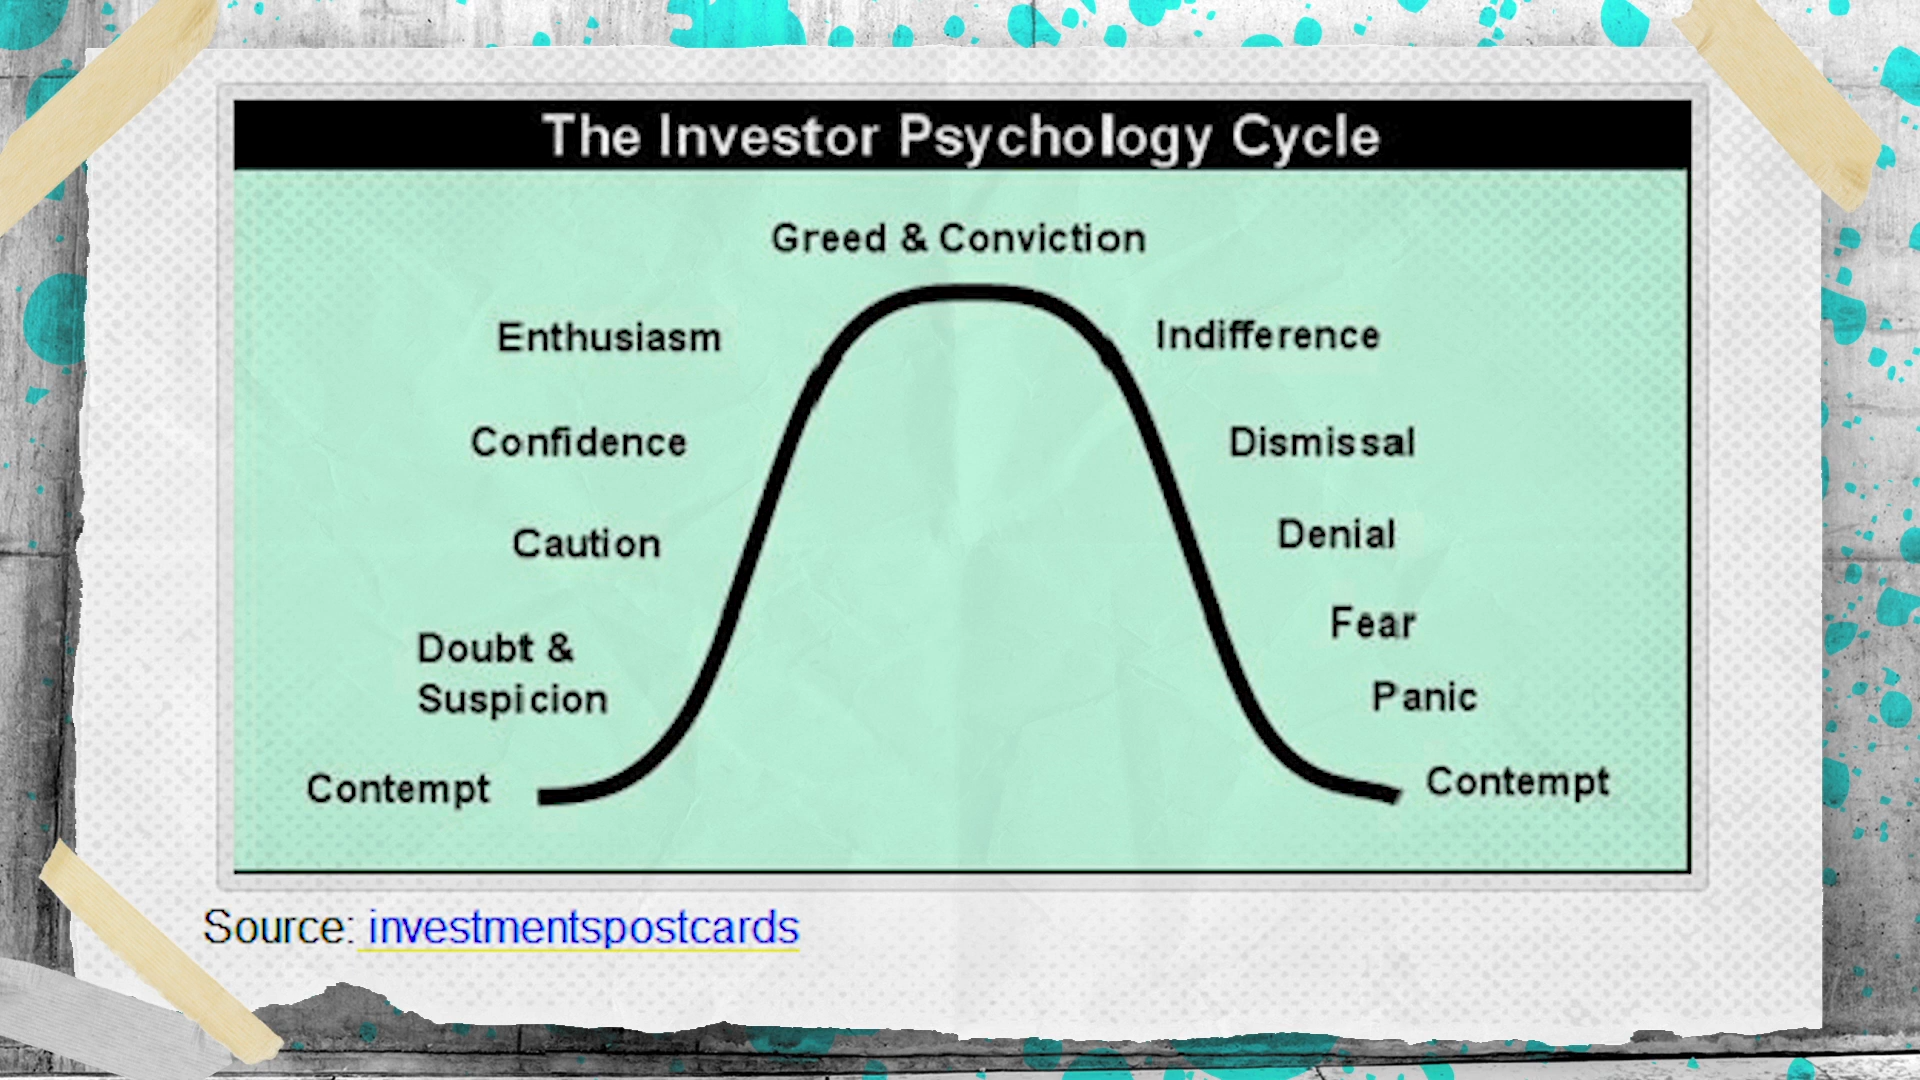 The Investor Psychology Cycle
Greed & Conviction
Enthusiasm
Indifference
Confidence
Dismissal
Caution
Denial
Fear
Doubt &
Suspicion
Panic
Contempt
Contempt
Source: investmentspostcards